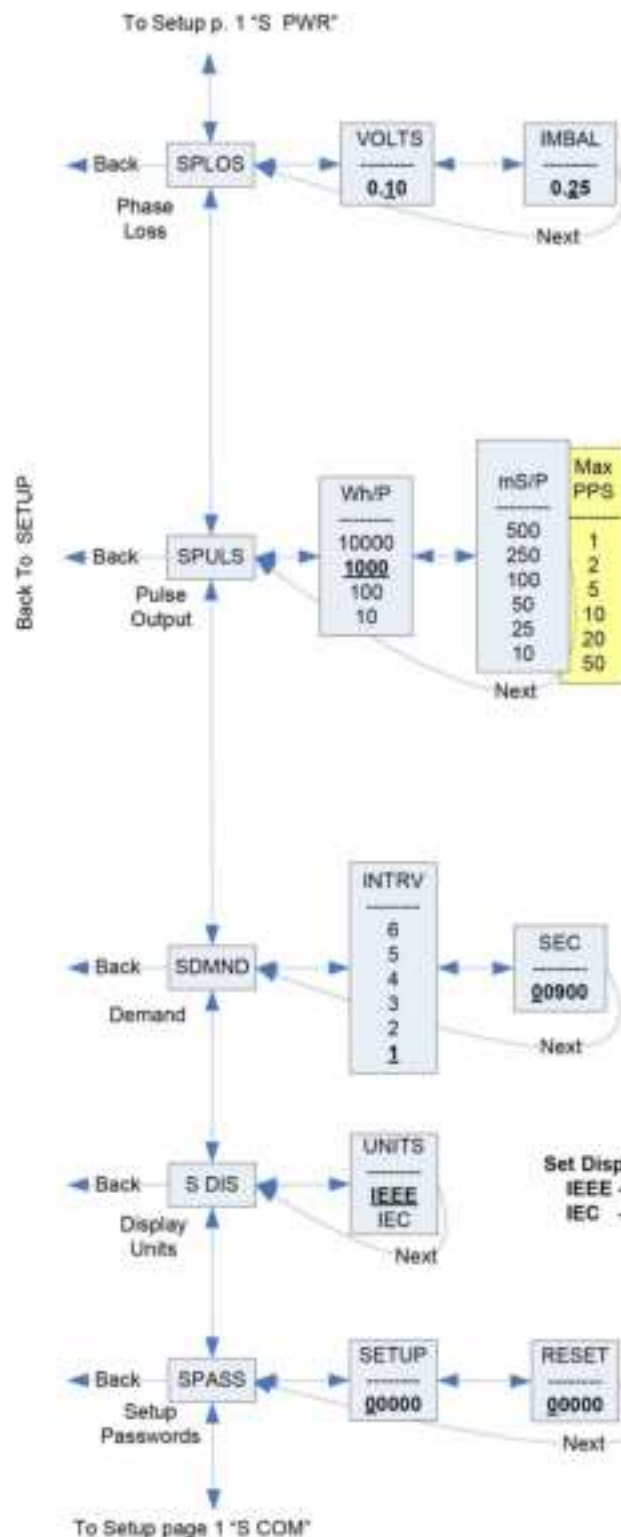 To Setup p. 1 "S PWR"
Back
SPLOS
Phase
Loss
VOLTS
--------
0.10
IMBAL
--------
0.25
Next
Back To SETUP
Back
SPULS
Pulse
Output
Wh/P
--------
10000
1000
100
10
mS/P
--------
500
250
100
50
25
10
Max
PPS
--------
1
2
5
10
20
50
Next
Back
SDMND
Demand
INTRV
--------
6
5
4
3
2
1
SEC
--------
00900
Next
Back
S DIS
Display
Units
UNITS
--------
IEEE
IEC
Next
Set Disp
IEEE -
IEC -
Back
SPASS
Setup
Passwords
SETUP
--------
00000
RESET
--------
00000
Next
To Setup page 1 "S COM"